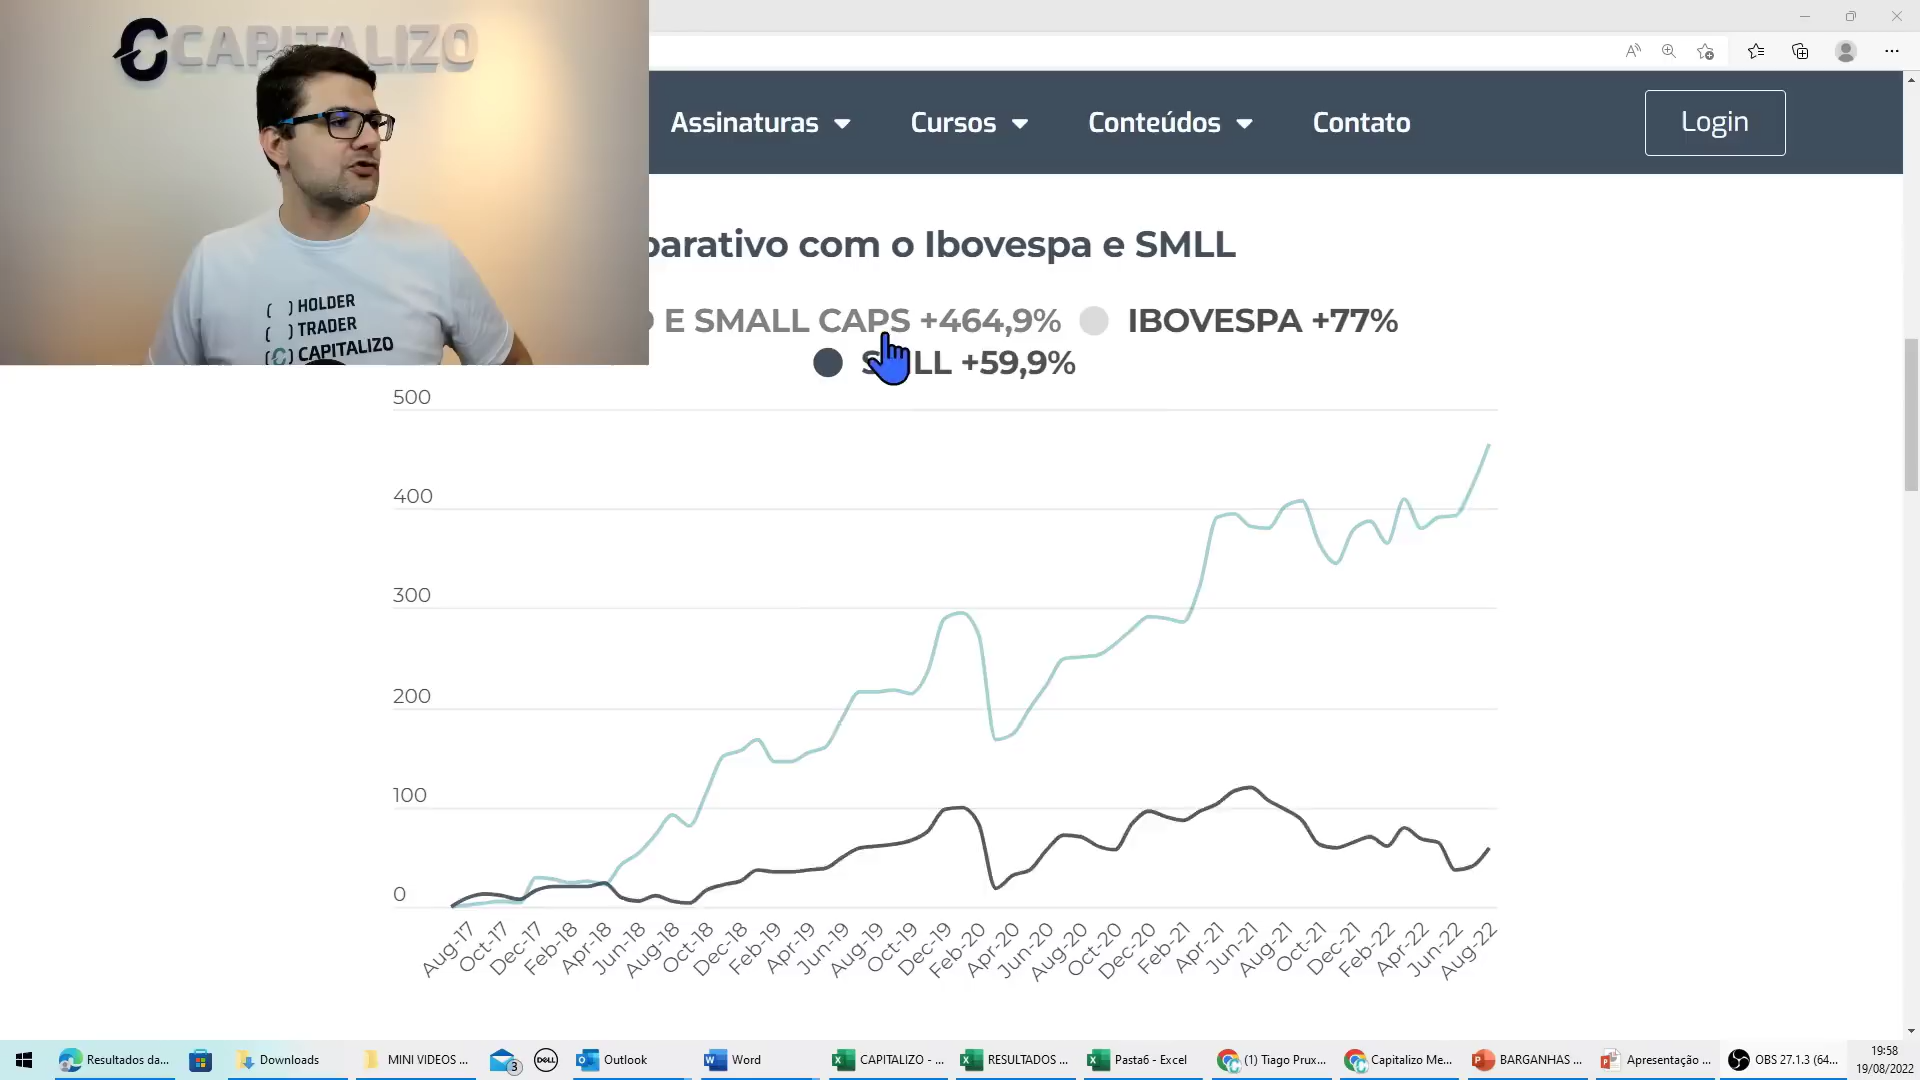 CAPITALIZO
( ) HOLDER
( ) TRADER
( ) CAPITALIZO
Assinaturas
Cursos
Conteúdos
Contato
Login
parativo com o Ibovespa e SMLL
E SMALL CAPS +464,9%
IBOVESPA +77%
LL +59,9%
500
400
300
200
100
0
Aug-17
Oct-17
Dec-17
Feb-18
Apr-18
Jun-18
Aug-18
Oct-18
Dec-18
Feb-19
Apr-19
Jun-19
Aug-19
Oct-19
Dec-19
Feb-20
Apr-20
Jun-20
Aug-20
Oct-20
Dec-20
Feb-21
Apr-21
Jun-21
Aug-21
Oct-21
Dec-21
Feb-22
Apr-22
Jun-22
Aug-22
Resultados da...
Downloads
MINI VIDEOS ...
3
DELL
Outlook
Word
CAPITALIZO - ...
RESULTADOS ...
Pasta6 - Excel
(1) Tiago Prux...
Capitalizo Me...
BARGANHAS ...
Apresentação ...
OBS 27.1.3 (64...
19:58
19/08/2022